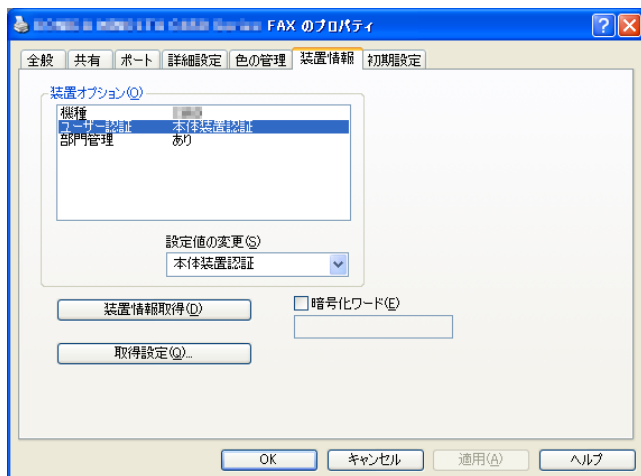 FAX のプロパティ
全般 共有 ポート 詳細設定 色の管理 装置情報 初期設定
装置オプション(O)
機種
ユーザー認証 本体装置認証
部門管理 あり
設定値の変更(S)
本体装置認証
装置情報取得(D)
暗号化ワード(E)
取得設定(Q)...
OK キャンセル 適用(A) ヘルプ